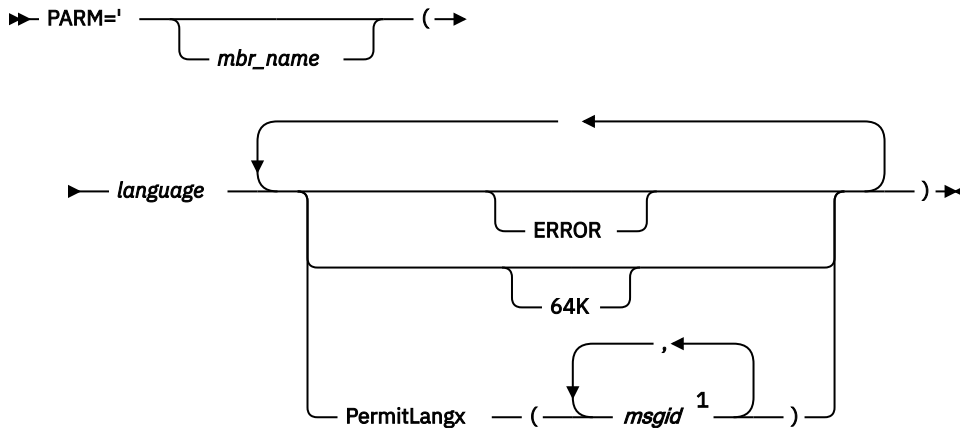 PARM=' (
mbr_name
language )
ERROR
64K
,
PermitLangx ( msgid 1 )